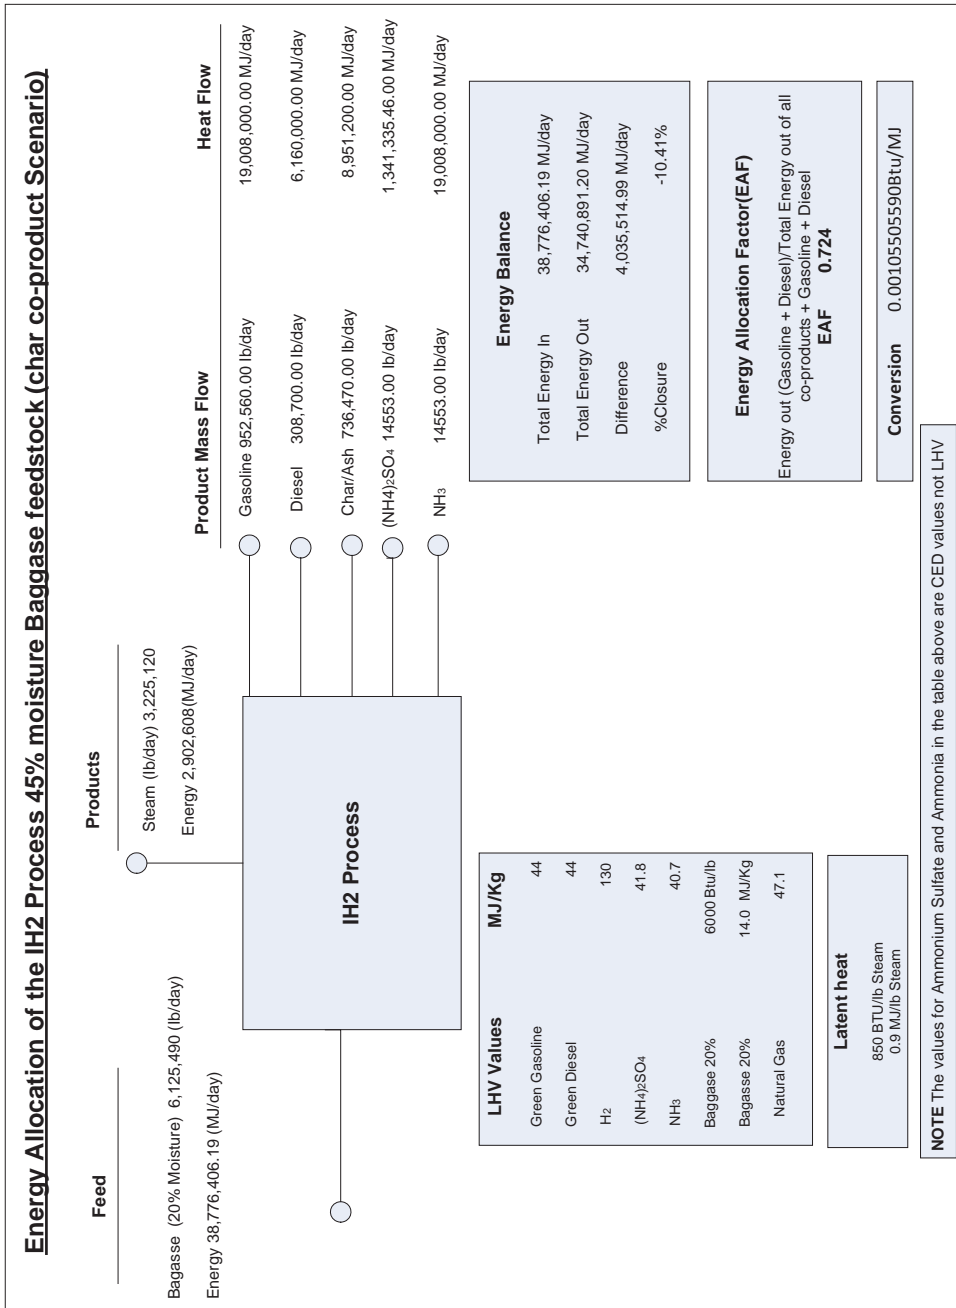 Energy Allocation of the IH2 Process 45% moisture Baggase feedstock (char co-product Scenario)
Feed
Bagasse (20% Moisture) 6,125,490 (lb/day)
Energy 38,776,406.19 (MJ/day)
Products
Steam (lb/day) 3,225,120
Energy 2,902,608(MJ/day)
IH2 Process
Product Mass Flow Heat Flow
Gasoline 952,560.00 lb/day 19,008,000.00 MJ/day
Diesel 308,700.00 lb/day 6,160,000.00 MJ/day
Char/Ash 736,470.00 lb/day 8,951,200.00 MJ/day
(NH4)2SO4 14553.00 lb/day 1,341,335.46.00 MJ/day
NH3 14553.00 lb/day 19,008,000.00 MJ/day
LHV Values MJ/Kg
Green Gasoline 44
Green Diesel 44
H2 130
(NH4)2SO4 41.8
NH3 40.7
Baggase 20% 6000 Btu/lb
Bagasse 20% 14.0 MJ/Kg
Natural Gas 47.1
Latent heat
850 BTU/lb Steam
0.9 MJ/lb Steam
Energy Balance
Total Energy In 38,776,406.19 MJ/day
Total Energy Out 34,740,891.20 MJ/day
Difference 4,035,514.99 MJ/day
%Closure -10.41%
Energy Allocation Factor(EAF)
Energy out (Gasoline + Diesel)/Total Energy out of all
co-products + Gasoline + Diesel
EAF 0.724
Conversion 0.00105505590Btu/MJ
NOTE The values for Ammonium Sulfate and Ammonia in the table above are CED values not LHV